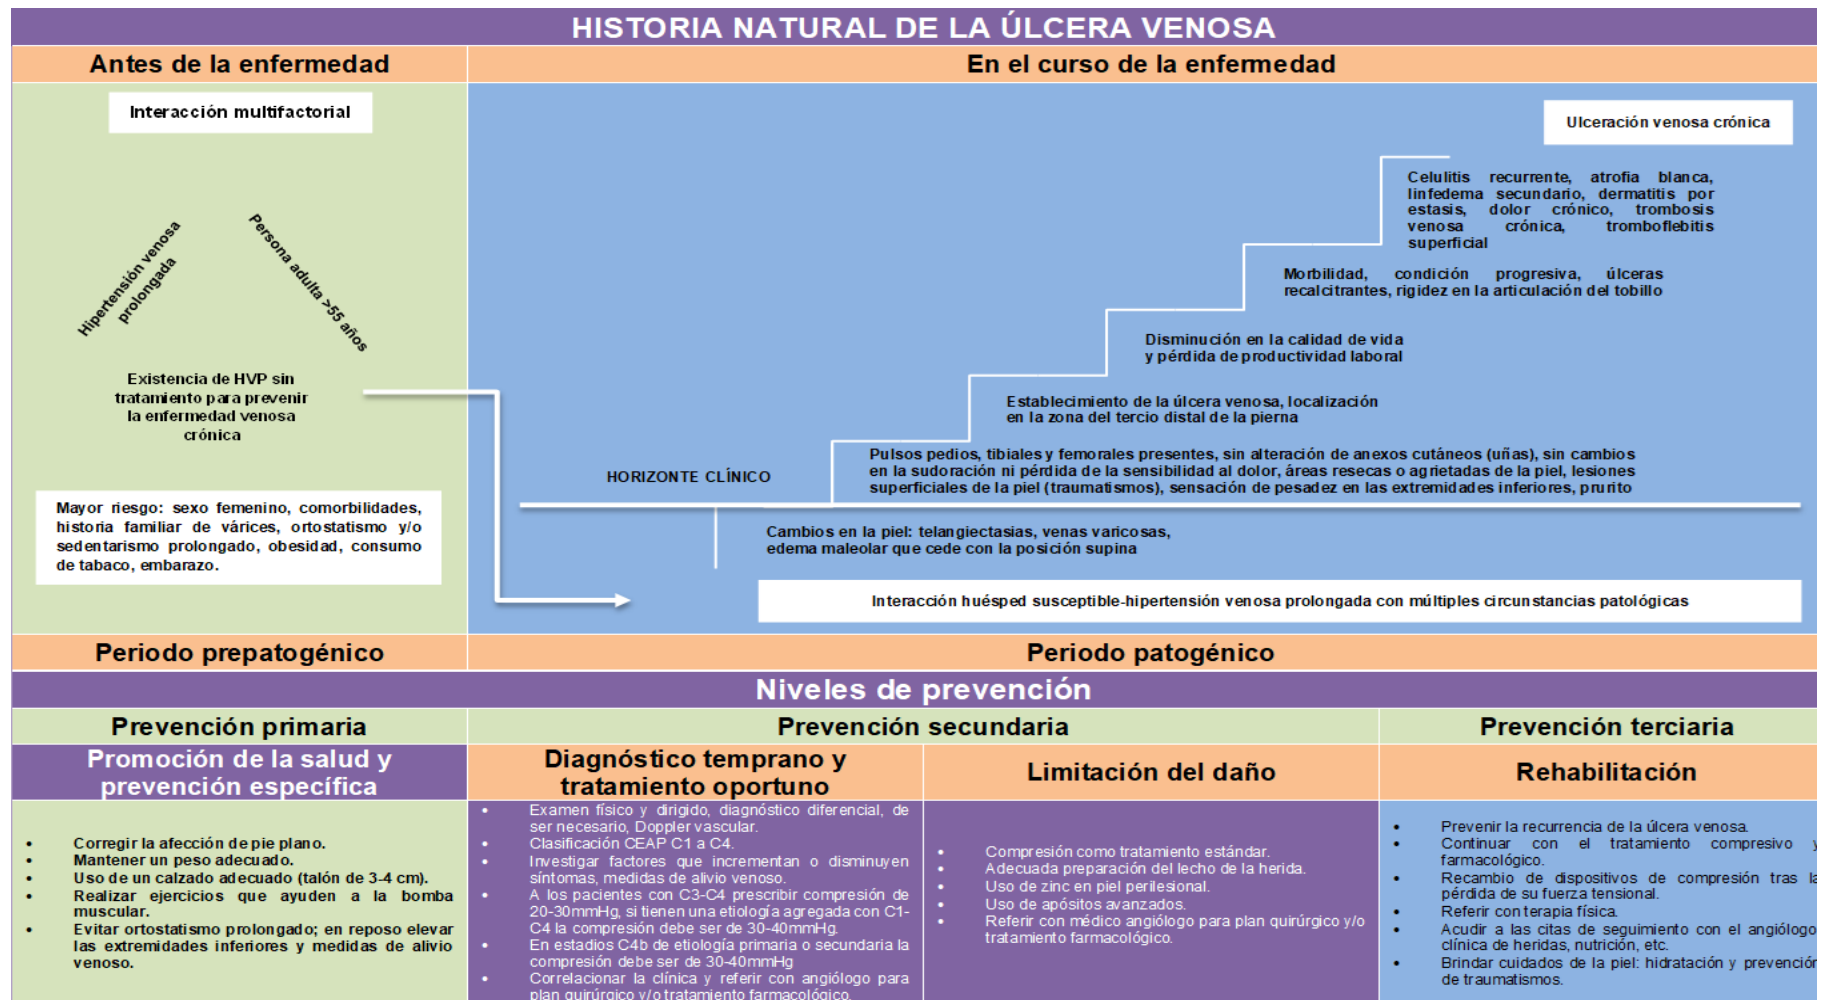 HISTORIA NATURAL DE LA ÚLCERA VENOSA
Antes de la enfermedad
En el curso de la enfermedad
Interacción multifactorial
Hipertensión venosa
prolongada
Persona adulta >55 años
Existencia de HVP sin
tratamiento para prevenir
la enfermedad venosa
crónica
Mayor riesgo: sexo femenino, comorbilidades,
historia familiar de várices, ortostatismo y/o
sedentarismo prolongado, obesidad, consumo
de tabaco, embarazo.
Ulceración venosa crónica
Celulitis recurrente, atrofia blanca,
linfedema secundario, dermatitis por
estasis, dolor crónico, trombosis
venosa crónica, tromboflebitis
superficial
Morbilidad, condición progresiva, úlceras
recalcitrantes, rigidez en la articulación del tobillo
Disminución en la calidad de vida
y pérdida de productividad laboral
Establecimiento de la úlcera venosa, localización
en la zona del tercio distal de la pierna
Pulsos pedios, tibiales y femorales presentes, sin alteración de anexos cutáneos (uñas), sin cambios
en la sudoración ni pérdida de la sensibilidad al dolor, áreas resecas o agrietadas de la piel, lesiones
superficiales de la piel (traumatismos), sensación de pesadez en las extremidades inferiores, prurito
HORIZONTE CLÍNICO
Cambios en la piel: telangiectasias, venas varicosas,
edema maleolar que cede con la posición supina
Interacción huésped susceptible-hipertensión venosa prolongada con múltiples circunstancias patológicas
Periodo prepatogénico
Periodo patogénico
Niveles de prevención
Prevención primaria
Prevención secundaria
Prevención terciaria
Promoción de la salud y
prevención específica
Diagnóstico temprano y
tratamiento oportuno
Limitación del daño
Rehabilitación
• Corregir la afección de pie plano.
• Mantener un peso adecuado.
• Uso de un calzado adecuado (talón de 3-4 cm).
• Realizar ejercicios que ayuden a la bomba
muscular.
• Evitar ortostatismo prolongado; en reposo elevar
las extremidades inferiores y medidas de alivio
venoso.
• Examen físico y dirigido, diagnóstico diferencial, de
ser necesario, Doppler vascular.
• Clasificación CEAP C1 a C4.
• Investigar factores que incrementan o disminuyen
síntomas, medidas de alivio venoso.
• A los pacientes con C3-C4 prescribir compresión de
20-30mmHg, si tienen una etiología agregada con C1-
C4 la compresión debe ser de 30-40mmHg.
• En estadios C4b de etiología primaria o secundaria la
compresión debe ser de 30-40mmHg
• Correlacionar la clínica y referir con angiólogo para
plan quirúrgico y/o tratamiento farmacológico.
• Compresión como tratamiento estándar.
• Adecuada preparación del lecho de la herida.
• Uso de zinc en piel perilesional.
• Uso de apósitos avanzados.
• Referir con médico angiólogo para plan quirúrgico y/o
tratamiento farmacológico.
• Prevenir la recurrencia de la úlcera venosa.
• Continuar con el tratamiento compresivo y
farmacológico.
• Recambio de dispositivos de compresión tras la
pérdida de su fuerza tensional.
• Referir con terapia física.
• Acudir a las citas de seguimiento con el angiólogo,
clínica de heridas, nutrición, etc.
• Brindar cuidados de la piel: hidratación y prevención
de traumatismos.